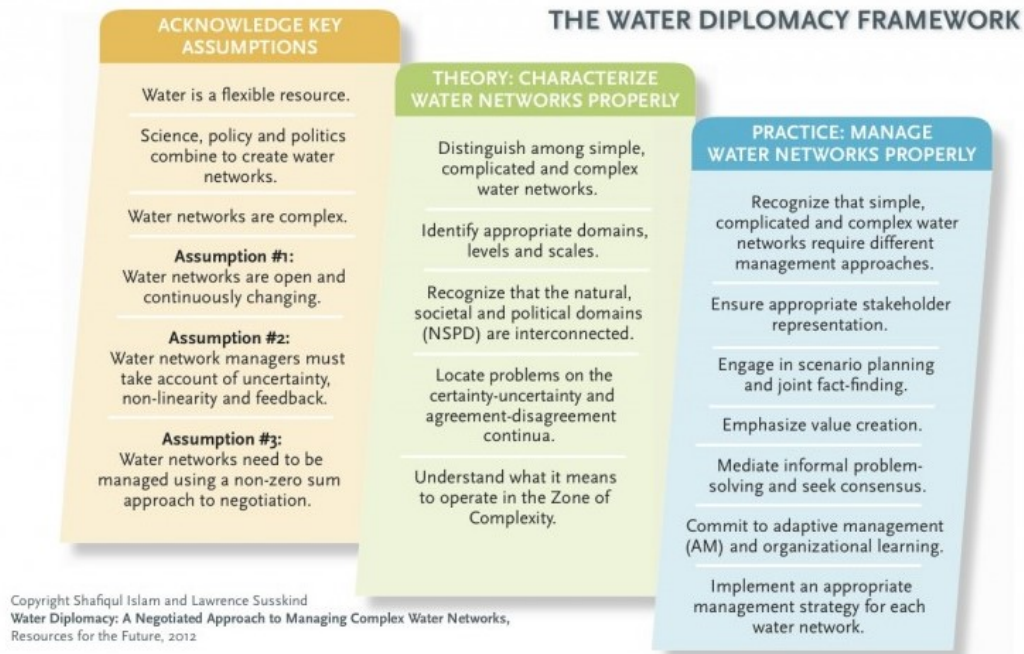 THE WATER DIPLOMACY FRAMEWORK
ACKNOWLEDGE KEY
ASSUMPTIONS
Water is a flexible resource.
Science, policy and politics
combine to create water
networks.
Water networks are complex.
Assumption #1:
Water networks are open and
continuously changing.
Assumption #2:
Water network managers must
take account of uncertainty,
non-linearity and feedback.
Assumption #3:
Water networks need to be
managed using a non-zero sum
approach to negotiation.
THEORY: CHARACTERIZE
WATER NETWORKS PROPERLY
Distinguish among simple,
complicated and complex
water networks.
Identify appropriate domains,
levels and scales.
Recognize that the natural,
societal and political domains
(NSPD) are interconnected.
Locate problems on the
certainty-uncertainty and
agreement-disagreement
continua.
Understand what it means
to operate in the Zone of
Complexity.
PRACTICE: MANAGE
WATER NETWORKS PROPERLY
Recognize that simple,
complicated and complex water
networks require different
management approaches.
Ensure appropriate stakeholder
representation.
Engage in scenario planning
and joint fact-finding.
Emphasize value creation.
Mediate informal problem-
solving and seek consensus.
Commit to adaptive management
(AM) and organizational learning.
Implement an appropriate
management strategy for each
water network.
Copyright Shafiqul Islam and Lawrence Susskind
Water Diplomacy: A Negotiated Approach to Managing Complex Water Networks,
Resources for the Future, 2012